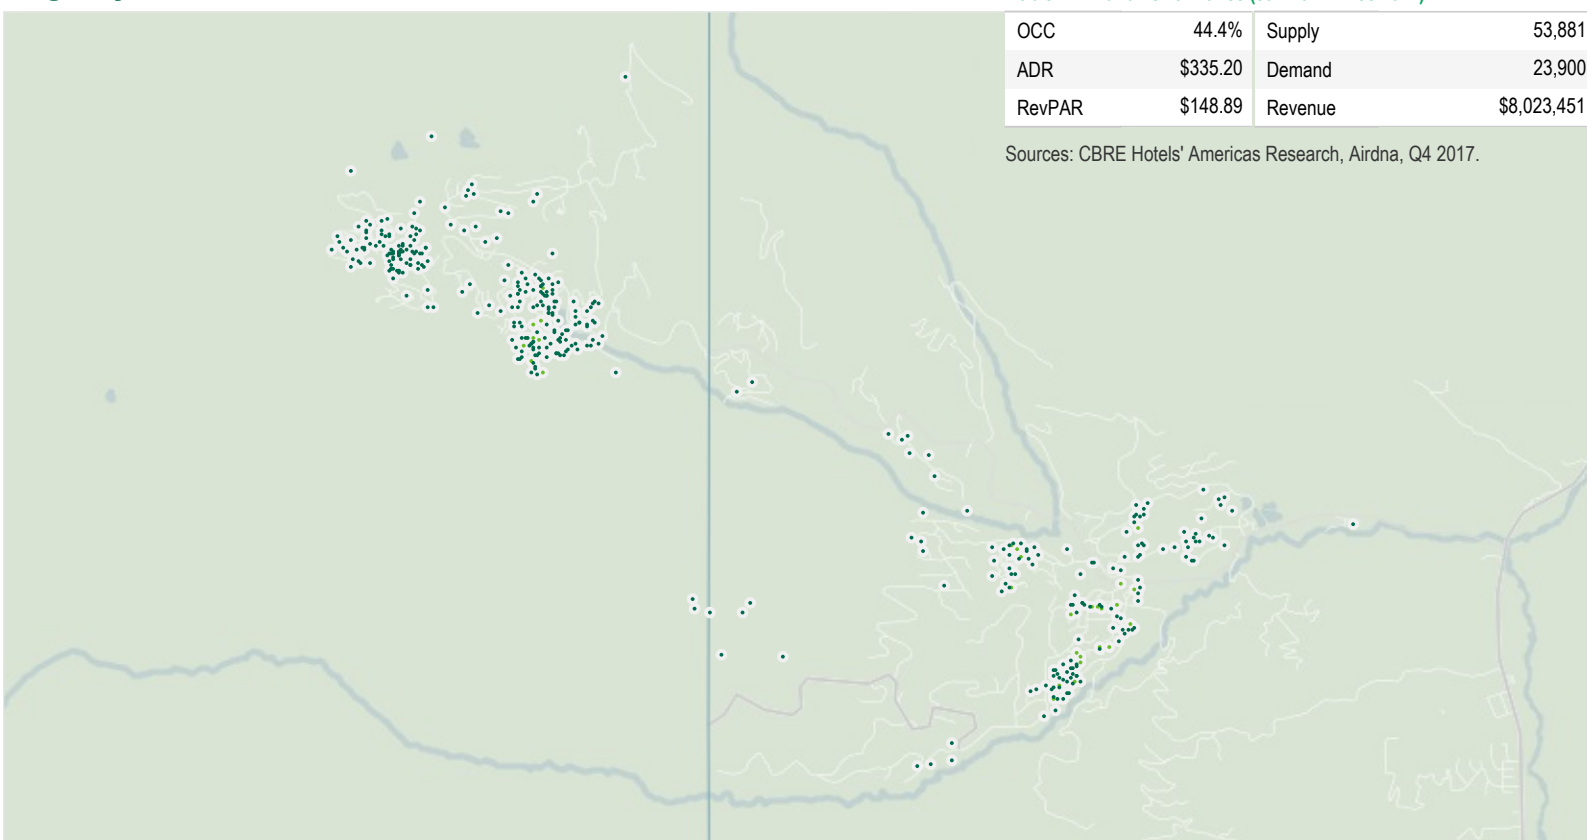 OCC 44.4% Supply 53,881
ADR $335.20 Demand 23,900
RevPAR $148.89 Revenue $8,023,451
Sources: CBRE Hotels' Americas Research, Airdna, Q4 2017.